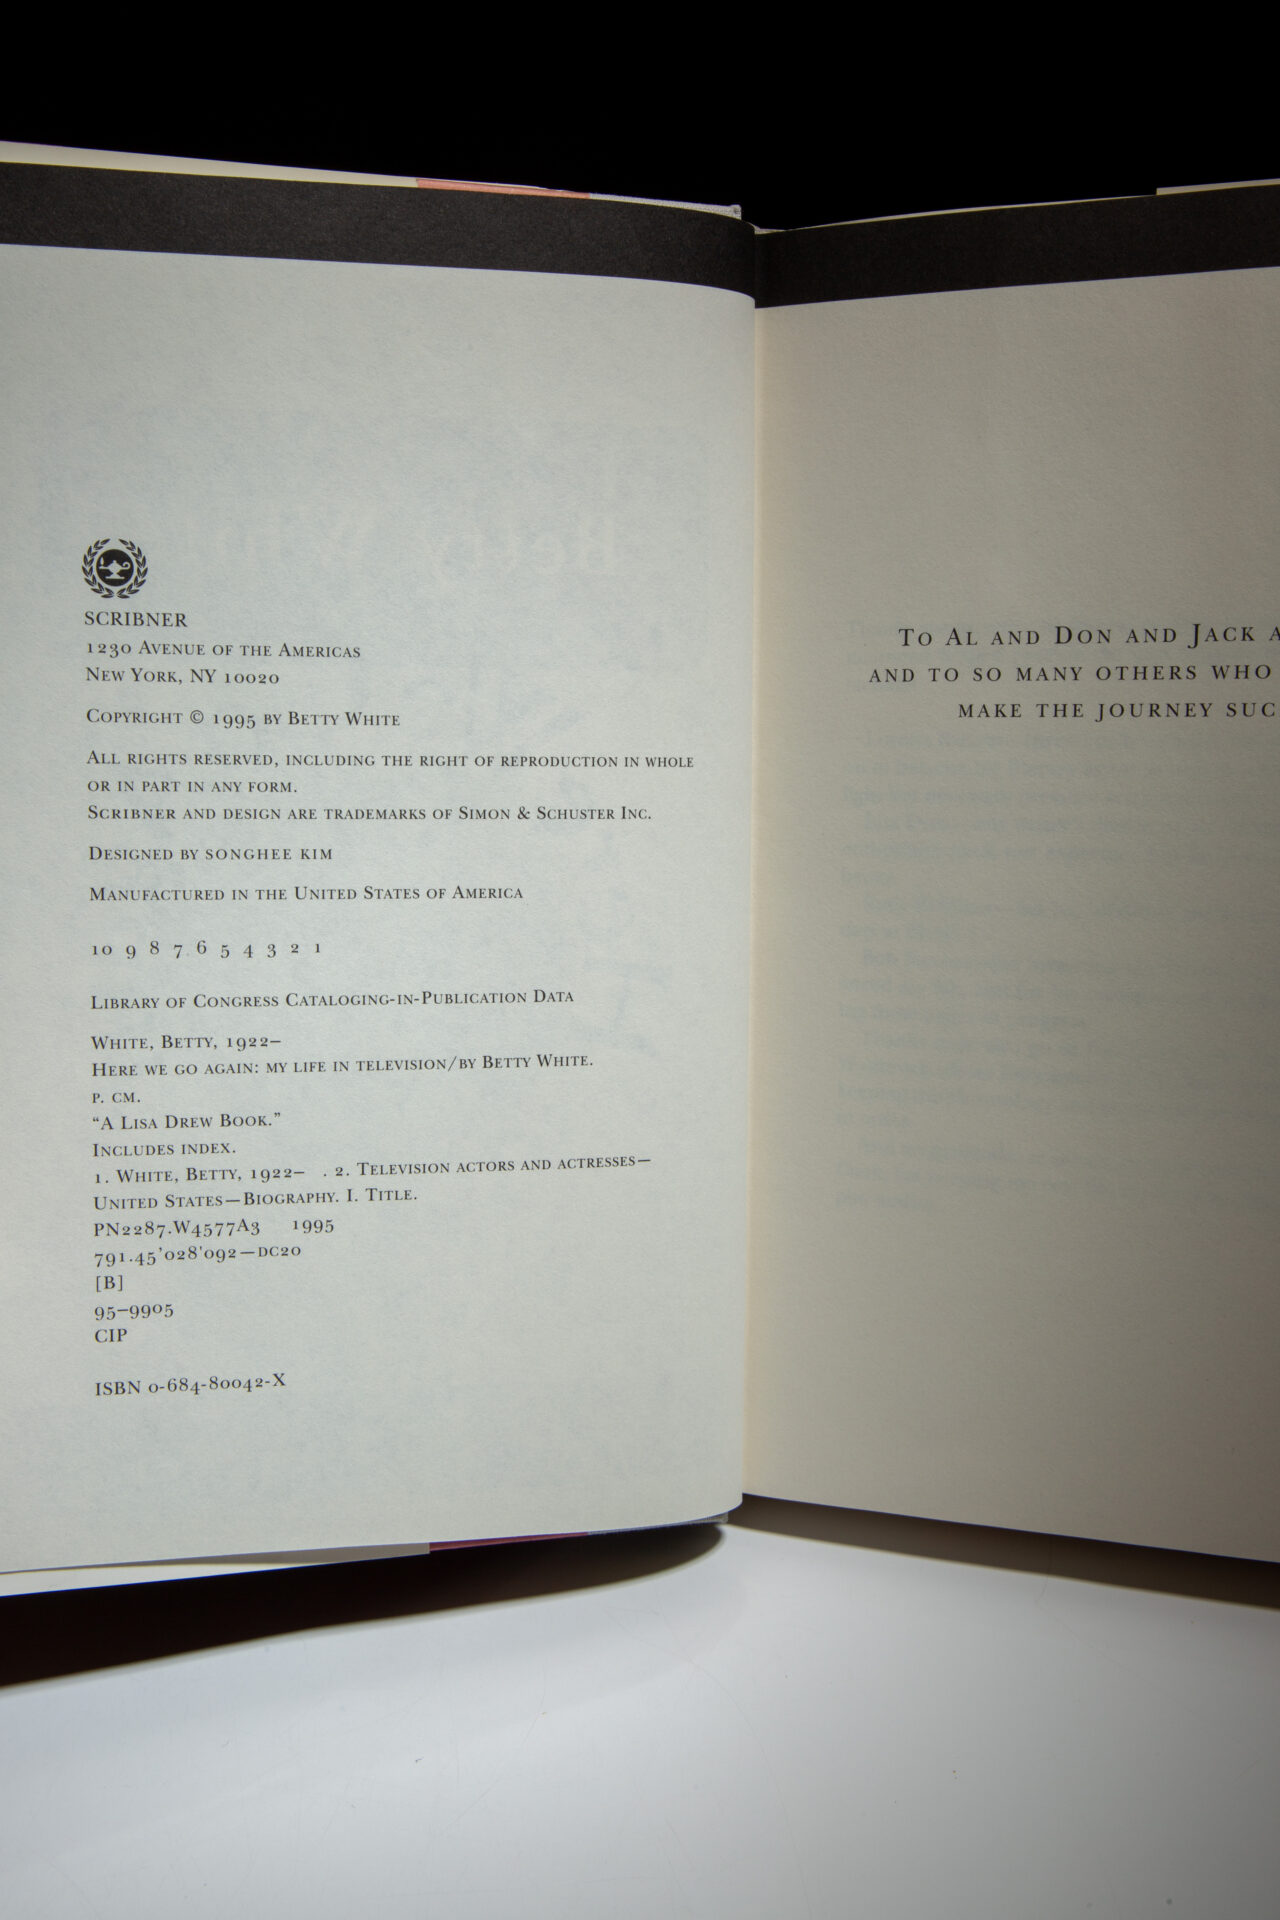 SCRIBNER
1230 Avenue of the Americas
New York, NY 10020
Copyright © 1995 by Betty White
All rights reserved, including the right of reproduction in whole
or in part in any form.
Scribner and design are trademarks of Simon & Schuster Inc.
Designed by Songhee Kim
Manufactured in the United States of America
10 9 8 7 6 5 4 3 2 1
Library of Congress Cataloging-in-Publication Data
White, Betty, 1922–
Here we go again: my life in television/by Betty White.
p. cm.
“A Lisa Drew Book.”
Includes index.
1. White, Betty, 1922– . 2. Television actors and actresses—
United States—Biography. I. Title.
PN2287.W4577A3 1995
791.45'028'092—dc20
[B]
95–9905
CIP
ISBN 0-684-80042-X
To Al and Don and Jack
and to so many others who
make the journey